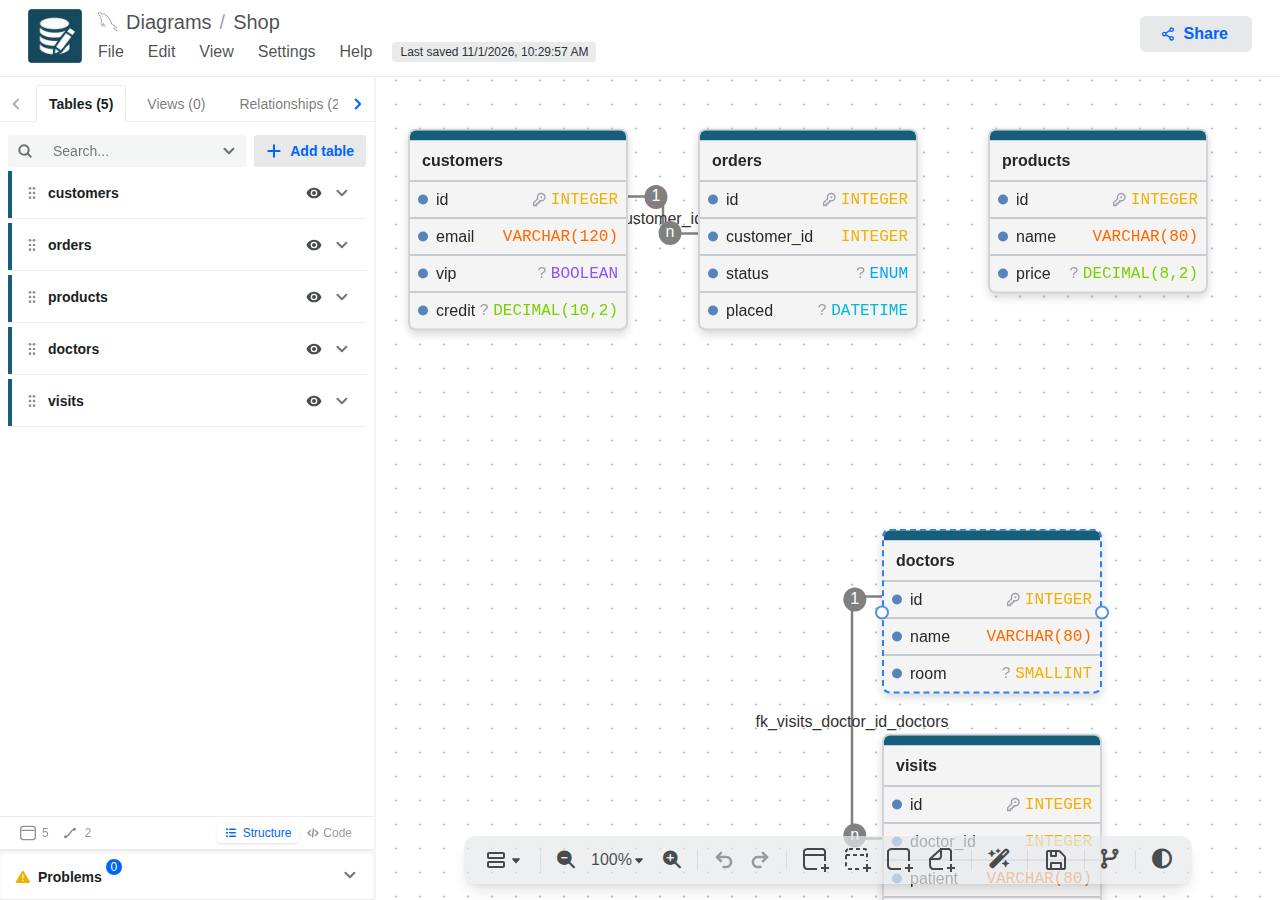 Diagrams / Shop
File Edit View Settings Help Last saved 11/1/2026, 10:29:57 AM
Share
Tables (5) Views (0) Relationships (2
Search... Add table
customers
orders
products
doctors
visits
5 2 Structure Code
Problems 0
customers
id INTEGER
email VARCHAR(120)
vip ? BOOLEAN
credit ? DECIMAL(10,2)
1
ustomer_id
n
orders
id INTEGER
customer_id INTEGER
status ? ENUM
placed ? DATETIME
products
id INTEGER
name VARCHAR(80)
price ? DECIMAL(8,2)
doctors
id INTEGER
name VARCHAR(80)
room ? SMALLINT
1
fk_visits_doctor_id_doctors
n
visits
id INTEGER
doctor_id INTEGER
patient VARCHAR(80)
100%